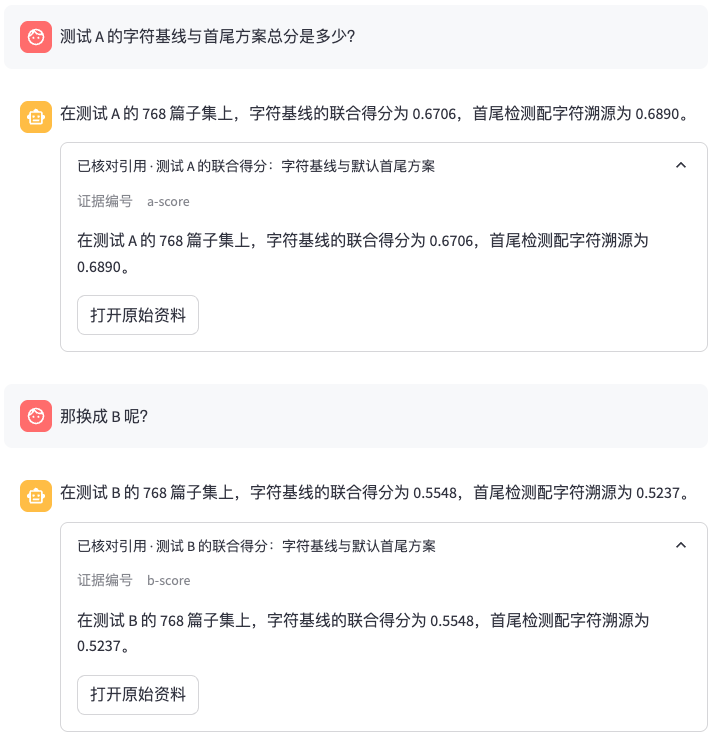 测试 A 的字符基线与首尾方案总分是多少?
在测试 A 的 768 篇子集上，字符基线的联合得分为 0.6706，首尾检测配字符溯源为 0.6890。
已核对引用 · 测试 A 的联合得分：字符基线与默认首尾方案
证据编号 a-score
在测试 A 的 768 篇子集上，字符基线的联合得分为 0.6706，首尾检测配字符溯源为
0.6890。
打开原始资料
那换成 B 呢?
在测试 B 的 768 篇子集上，字符基线的联合得分为 0.5548，首尾检测配字符溯源为 0.5237。
已核对引用 · 测试 B 的联合得分：字符基线与默认首尾方案
证据编号 b-score
在测试 B 的 768 篇子集上，字符基线的联合得分为 0.5548，首尾检测配字符溯源为
0.5237。
打开原始资料